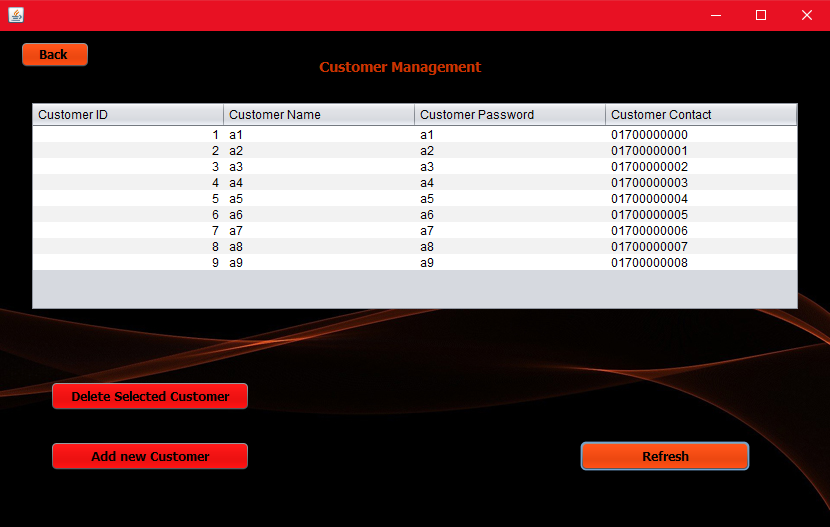 Back
Customer Management
Customer ID Customer Name Customer Password Customer Contact
1 a1 a1 01700000000
2 a2 a2 01700000001
3 a3 a3 01700000002
4 a4 a4 01700000003
5 a5 a5 01700000004
6 a6 a6 01700000005
7 a7 a7 01700000006
8 a8 a8 01700000007
9 a9 a9 01700000008
Delete Selected Customer
Add new Customer Refresh